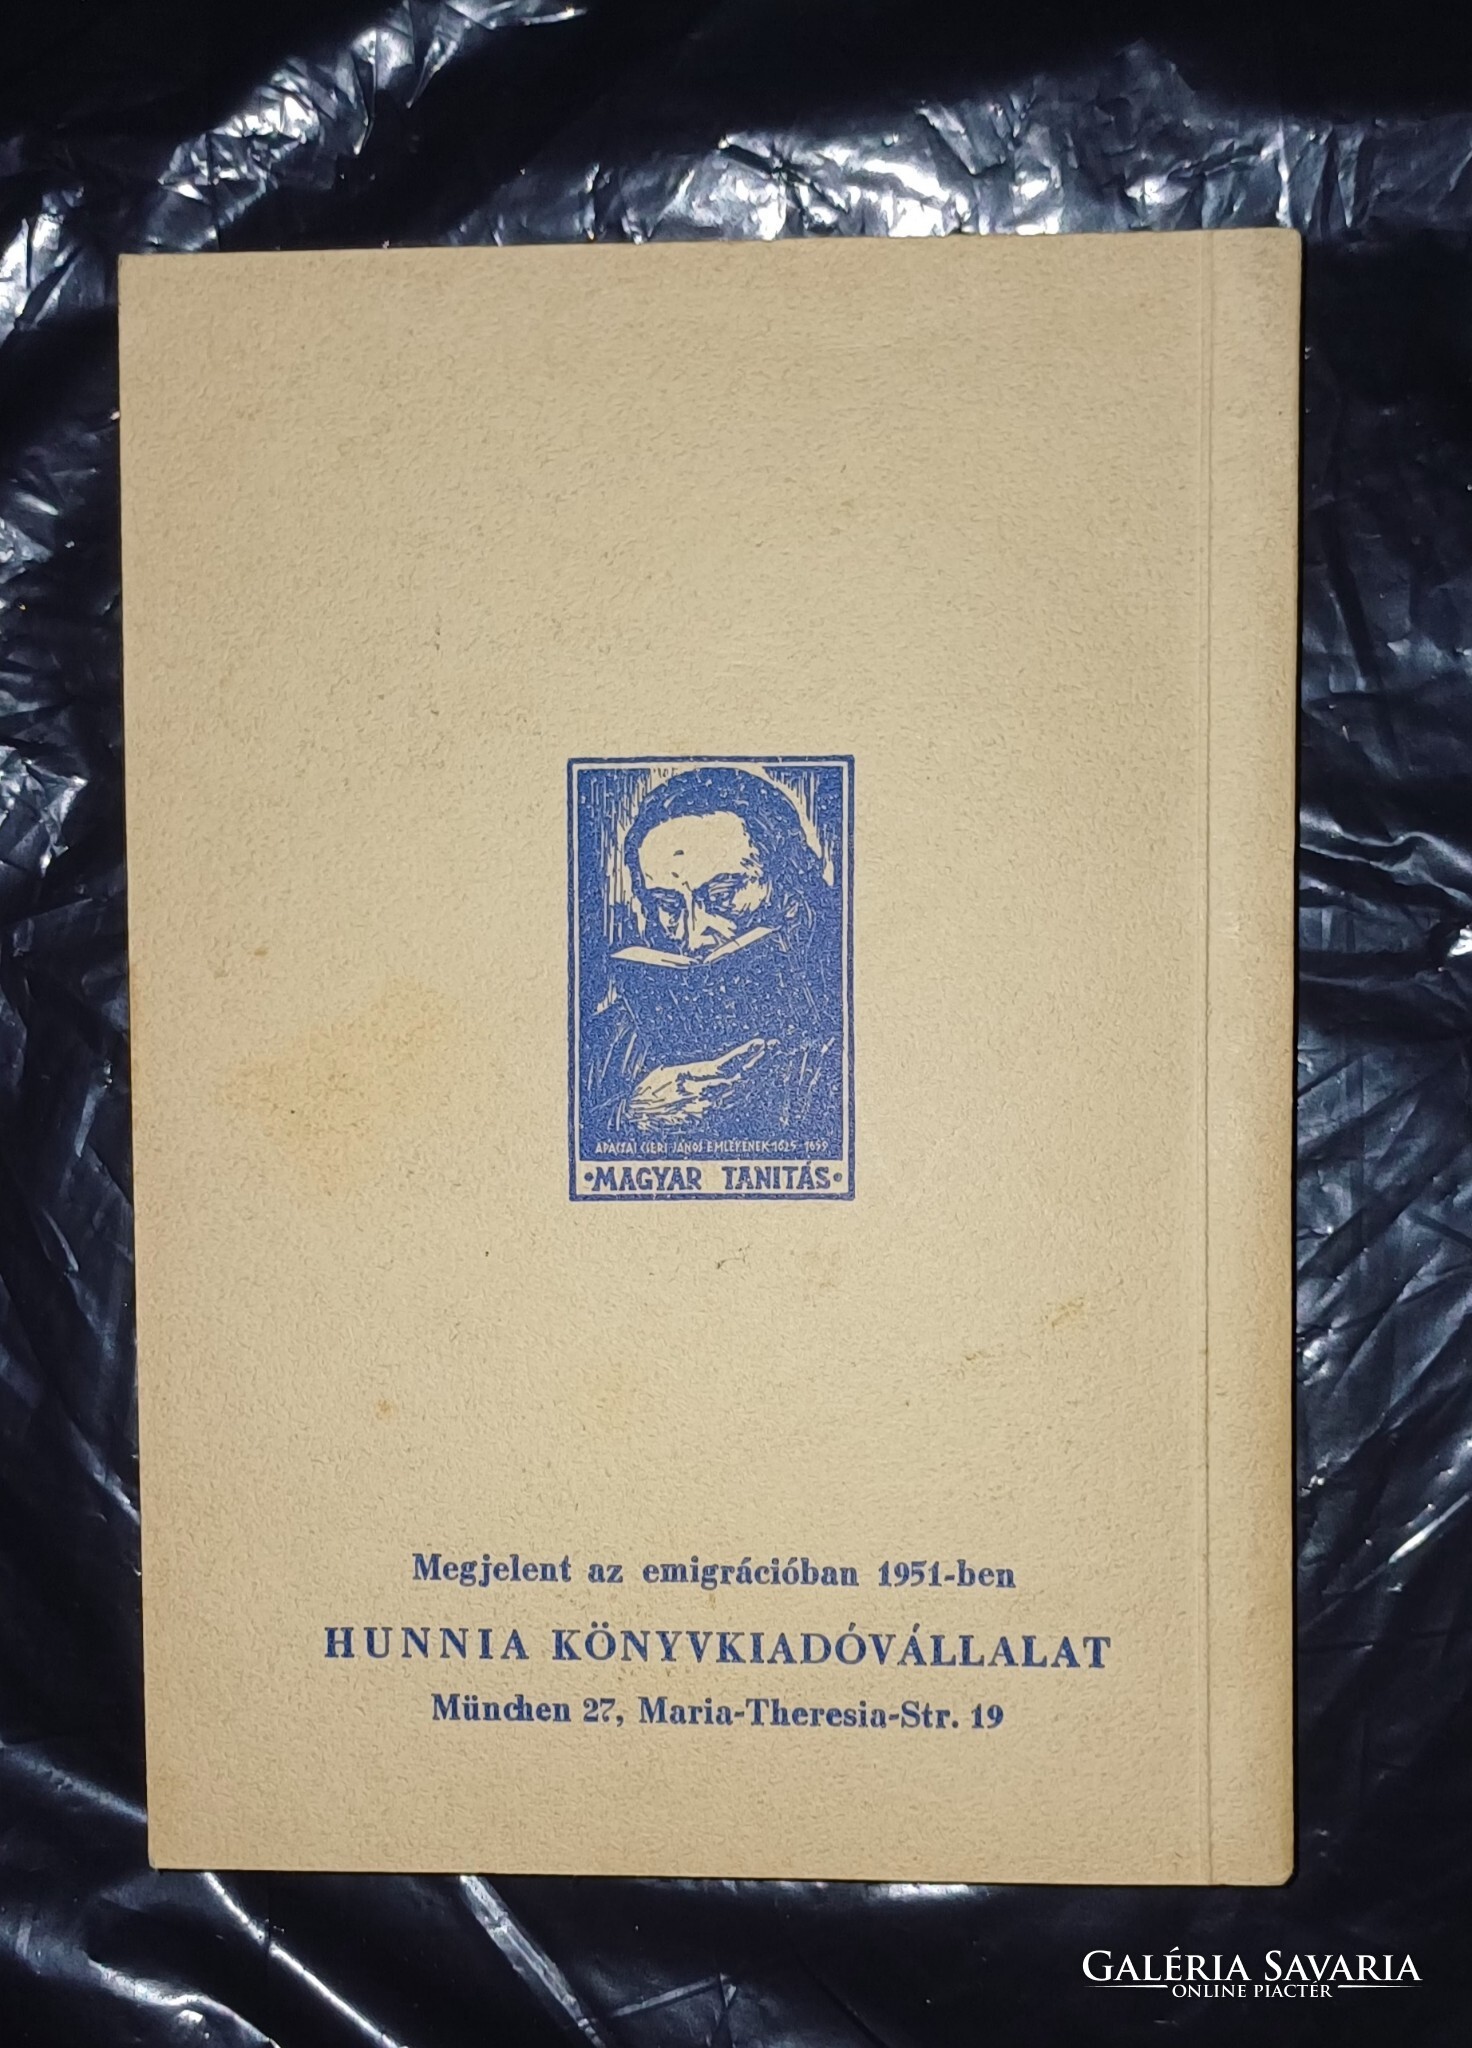 APÁCZAI CSERI JÁNOS EMLÉKÉNEK·1625-1659
·MAGYAR TANITÁS·
Megjelent az emigrációban 1951-ben
HUNNIA KÖNYVKIADÓVÁLLALAT
München 27, Maria-Theresia-Str. 19
GALÉRIA SAVARIA
ONLINE PIACTÉR